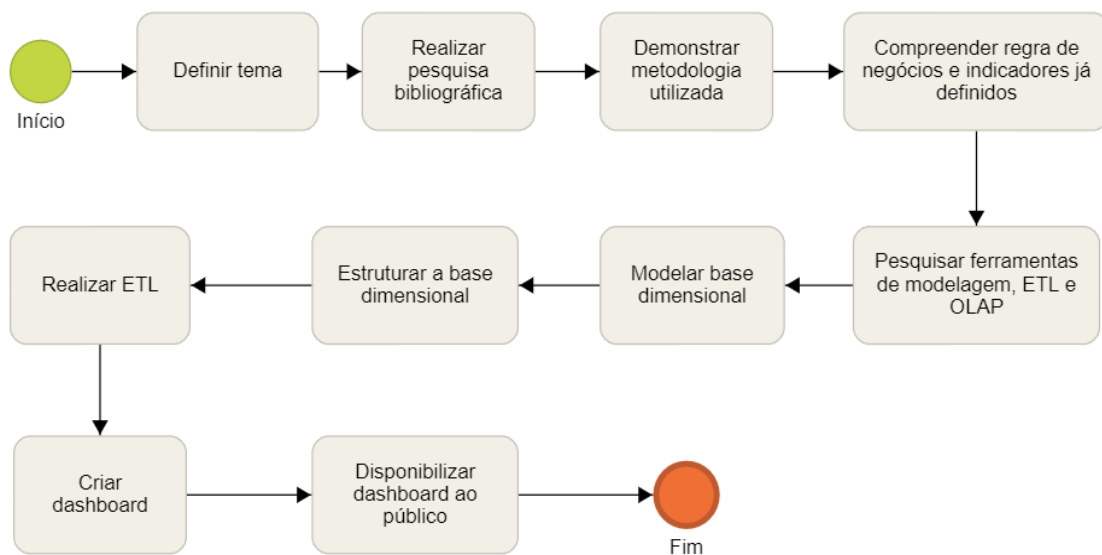 Início
Definir tema
Realizar
pesquisa
bibliográfica
Demonstrar
metodologia
utilizada
Compreender regra de
negócios e indicadores já
definidos
Pesquisar ferramentas
de modelagem, ETL e
OLAP
Modelar base
dimensional
Estruturar a base
dimensional
Realizar ETL
Criar
dashboard
Disponibilizar
dashboard ao
público
Fim